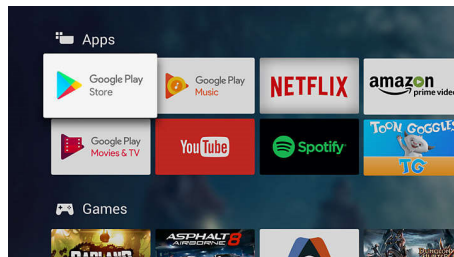 Apps
Google Play
Store
Google Play
Music
NETFLIX
amazon
prime video
Google Play
Movies & TV
YouTube
Spotify
TOON GOGGLES
TG
Games
ASPHALT 8
AIRBORNE